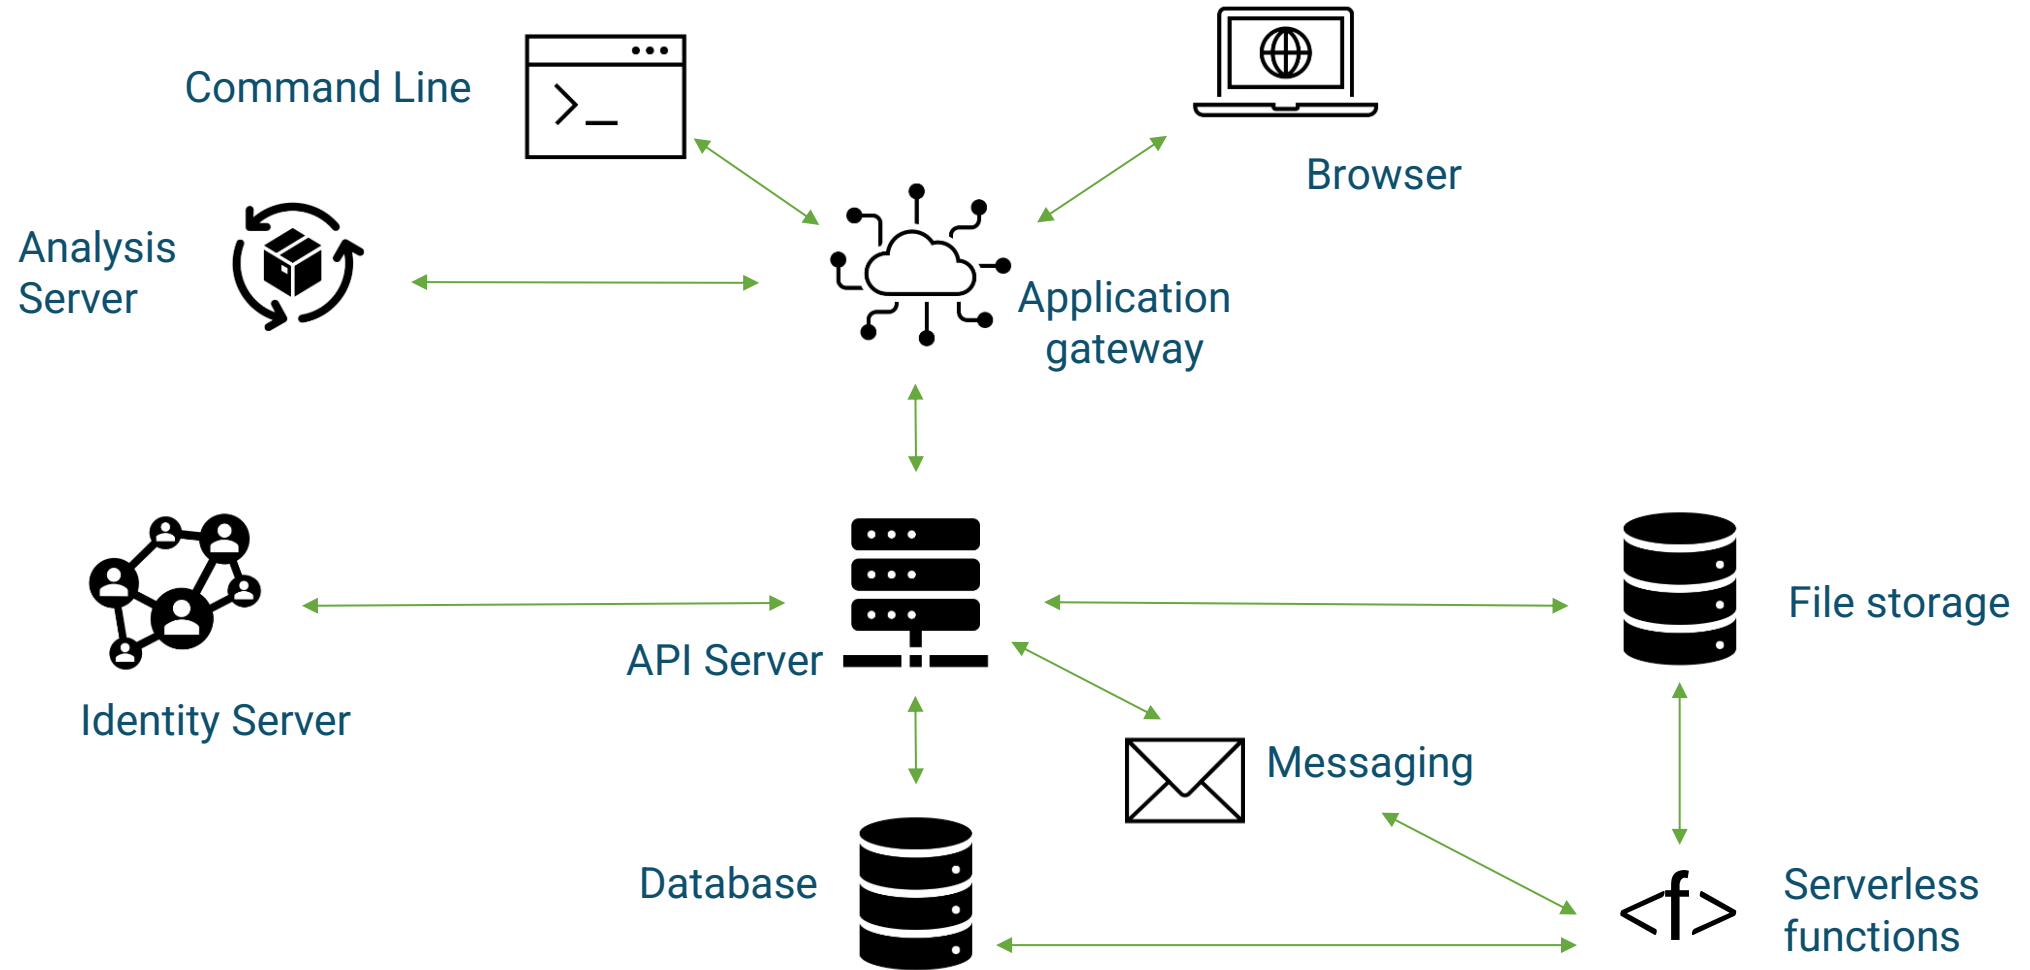 Command Line
Browser
Analysis
Server
Application
gateway
File storage
API Server
Identity Server
Messaging
Database
<f>
Serverless
functions